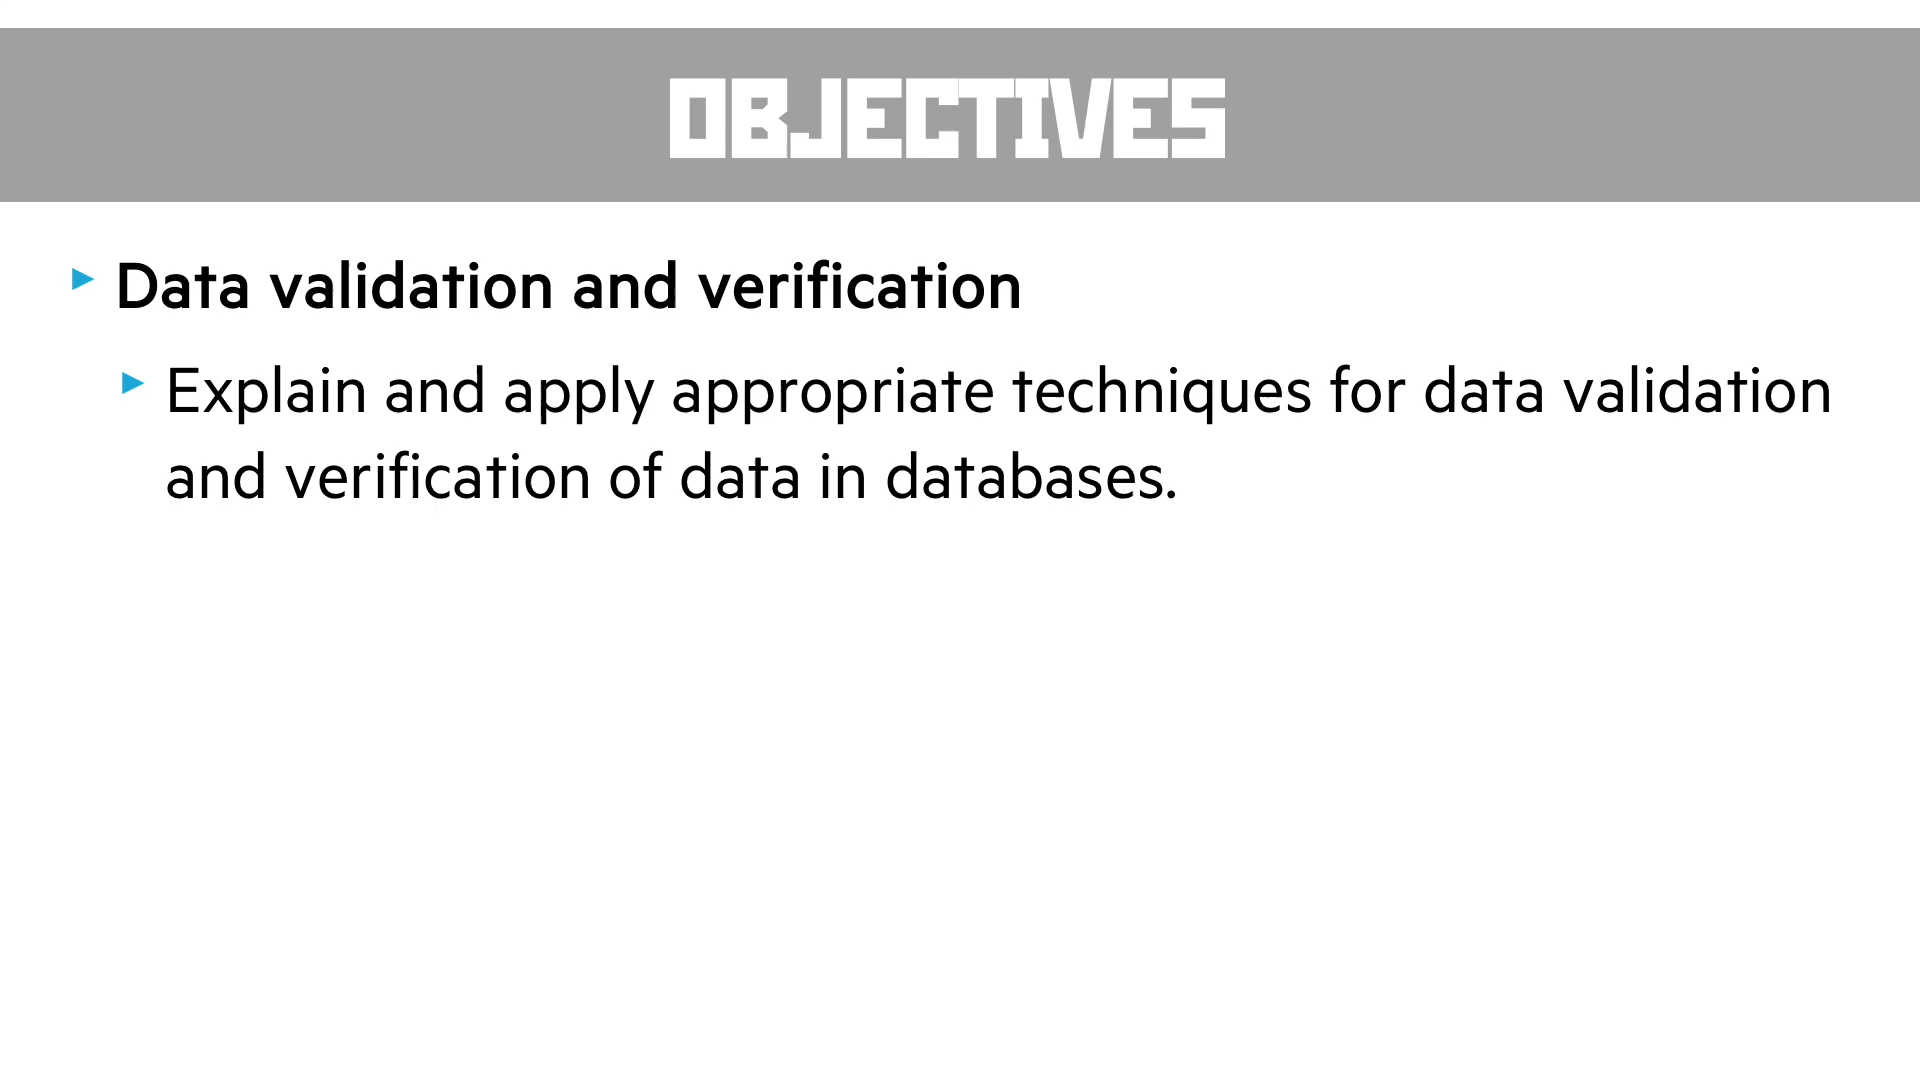 OBJECTIVES
Data validation and verification
Explain and apply appropriate techniques for data validation
and verification of data in databases.